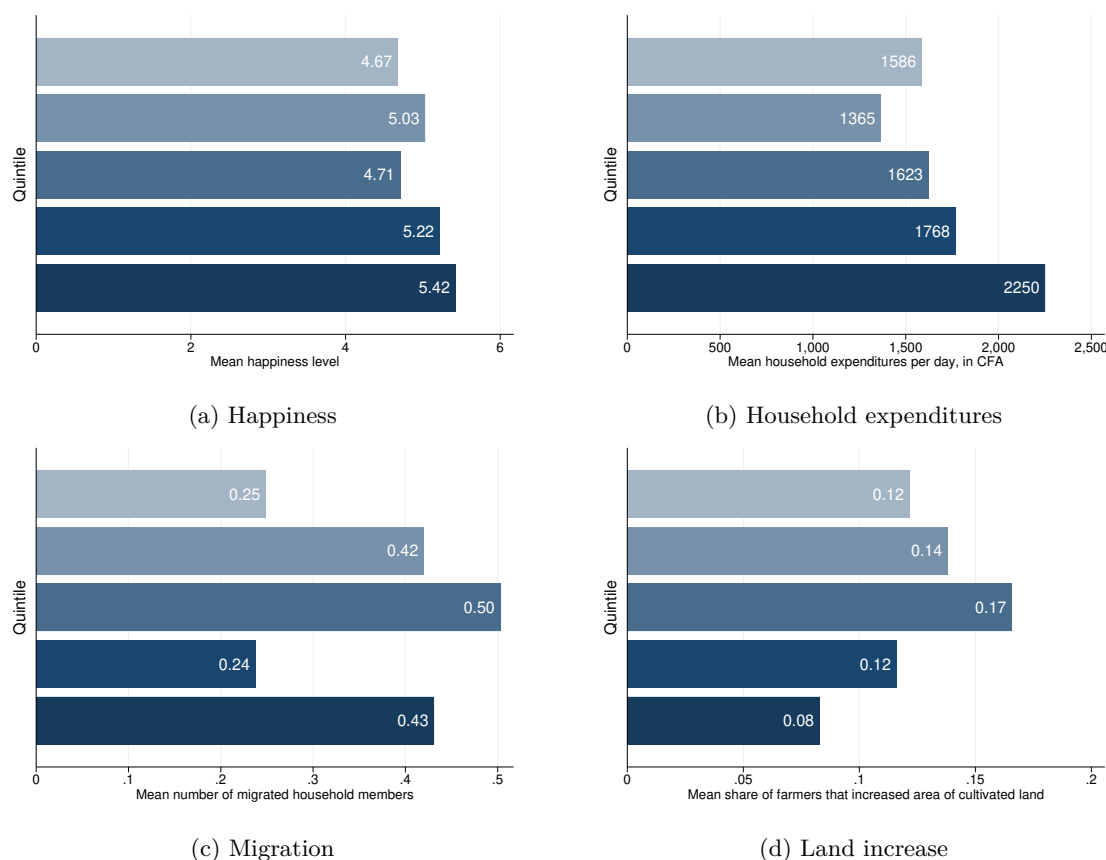 Quintile
4.67
5.03
4.71
5.22
5.42
0 2 4 6
Mean happiness level
(a) Happiness
1586
1365
1623
1768
2250
0 500 1,000 1,500 2,000 2,500
Mean household expenditures per day, in CFA
(b) Household expenditures
Quintile
0.25
0.42
0.50
0.24
0.43
0 .1 .2 .3 .4 .5
Mean number of migrated household members
(c) Migration
Quintile
0.12
0.14
0.17
0.12
0.08
0 .05 .1 .15 .2
Mean share of farmers that increased area of cultivated land
(d) Land increase